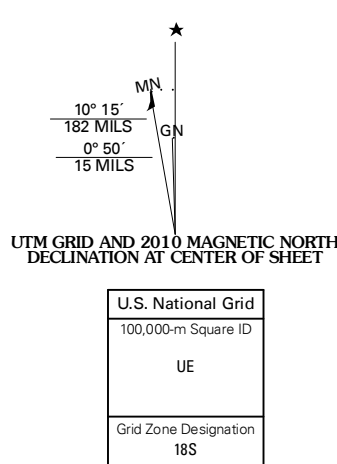 ★
MN
10° 15´
182 MILS
GN
0° 50´
15 MILS
UTM GRID AND 2010 MAGNETIC NORTH
DECLINATION AT CENTER OF SHEET
U.S. National Grid
100,000-m Square ID
UE
Grid Zone Designation
18S